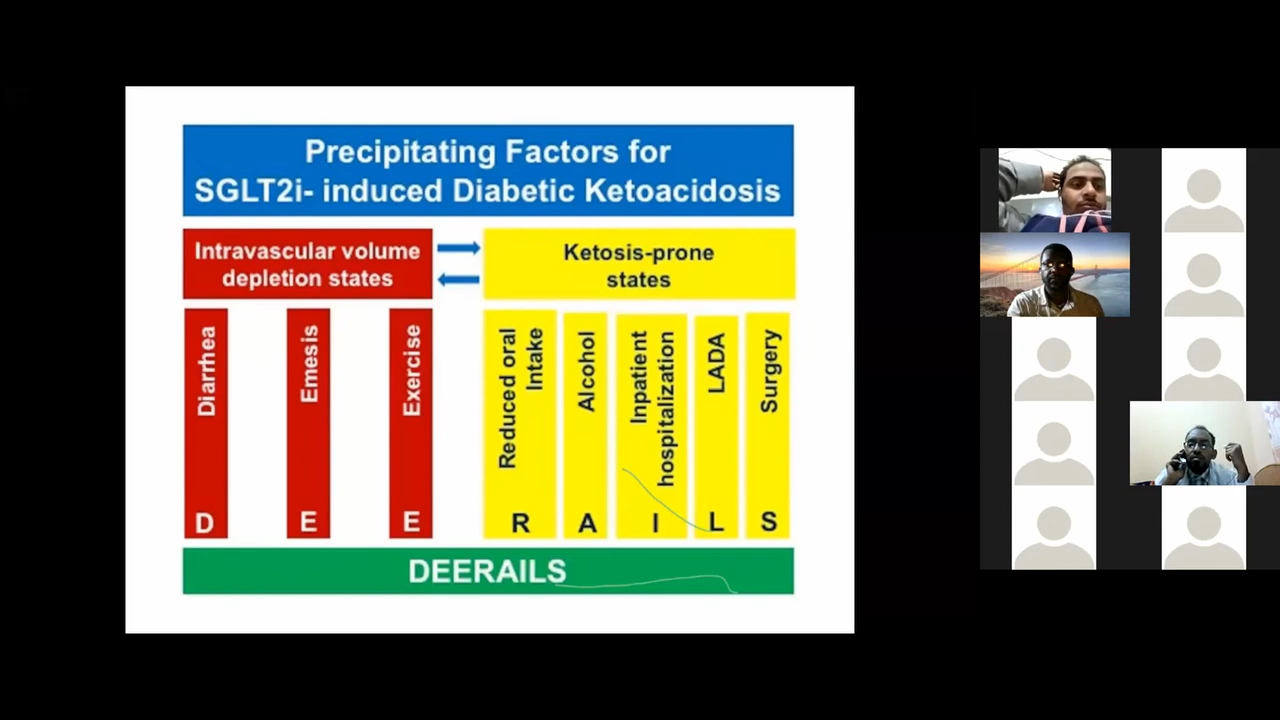 Precipitating Factors for
SGLT2i- induced Diabetic Ketoacidosis
Intravascular volume
depletion states
Ketosis-prone
states
Diarrhea
Emesis
Exercise
Reduced oral
Intake
Alcohol
Inpatient
hospitalization
LADA
Surgery
D E E R A I L S
DEERAILS